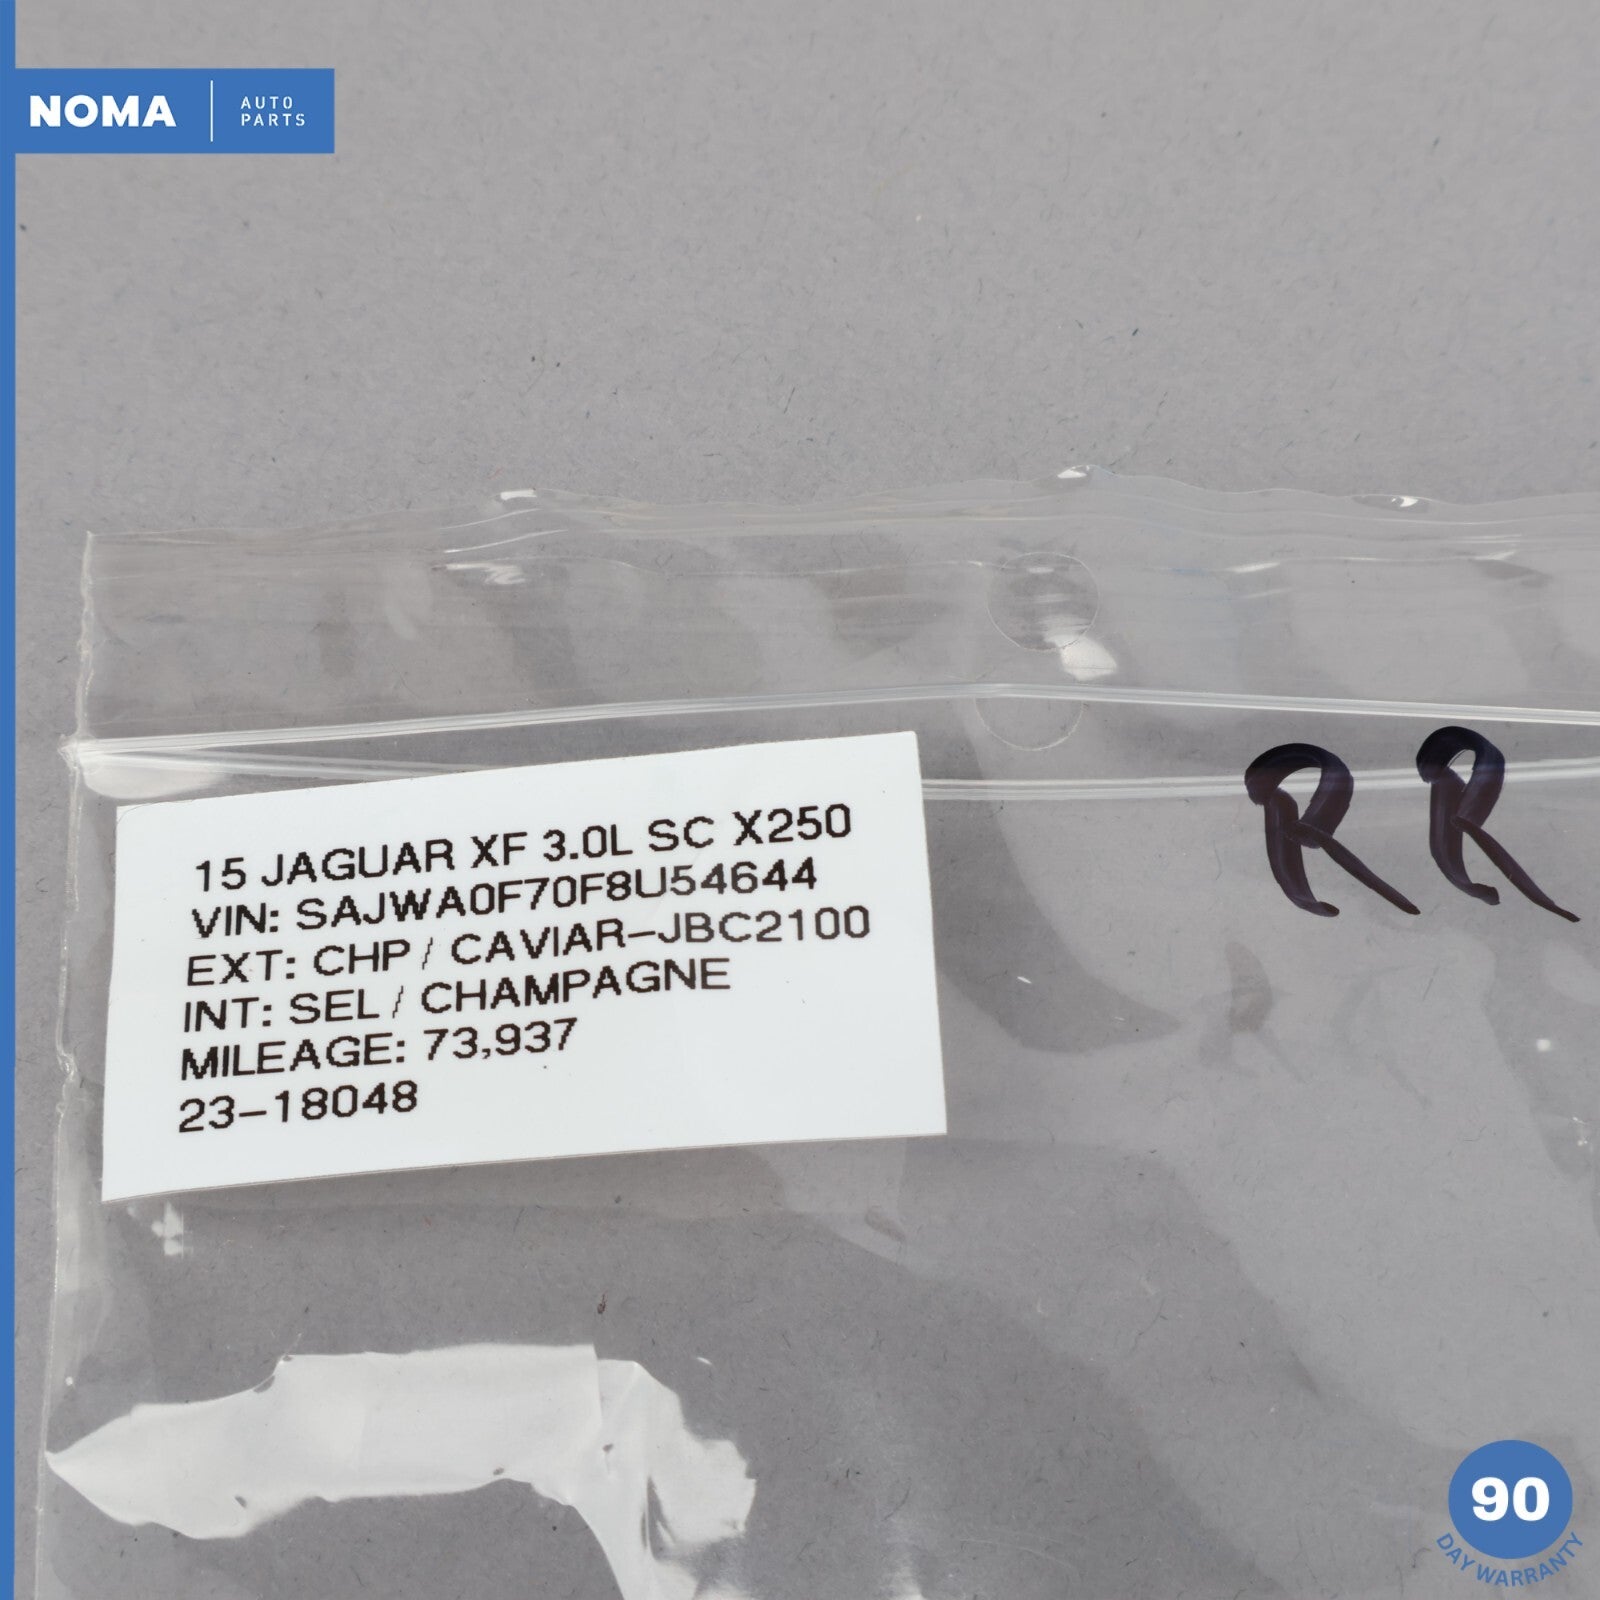 NOMA
AUTO
PARTS
15 JAGUAR XF 3.0L SC X250
VIN: SAJWA0F70F8U54644
EXT: CHP / CAVIAR-JBC2100
INT: SEL / CHAMPAGNE
MILEAGE: 73,937
23-18048
RR
90
DAY WARRANTY